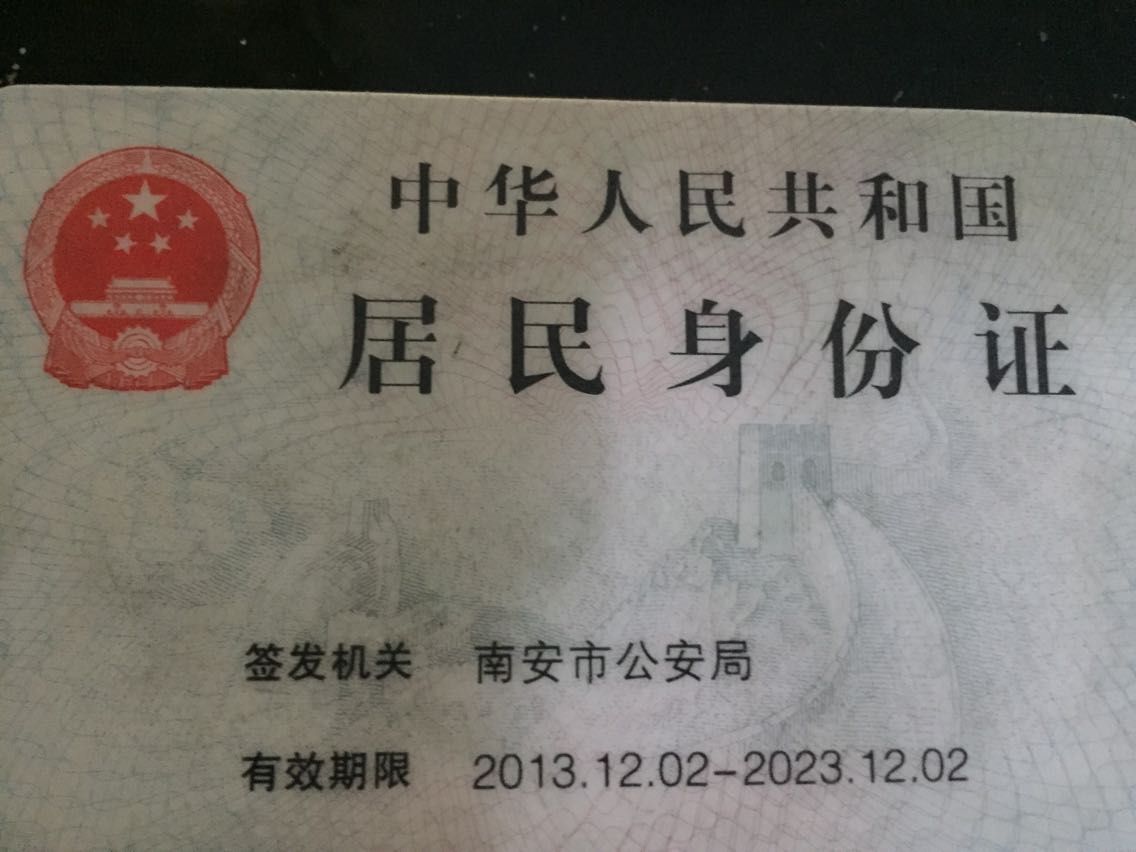 中华人民共和国
居民身份证
签发机关 南安市公安局
有效期限 2013.12.02-2023.12.02